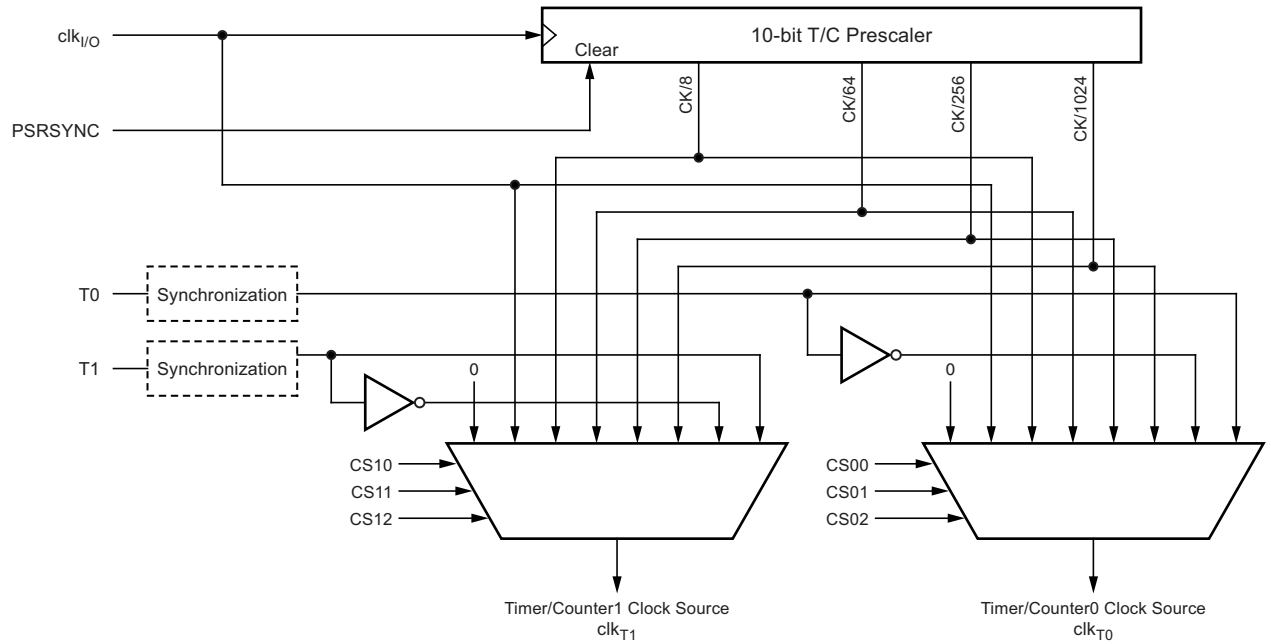 clkI/O
10-bit T/C Prescaler
Clear
PSRSYNC
CK/8
CK/64
CK/256
CK/1024
T0
Synchronization
T1
Synchronization
0
0
CS10
CS11
CS12
CS00
CS01
CS02
Timer/Counter1 Clock Source
clkT1
Timer/Counter0 Clock Source
clkT0